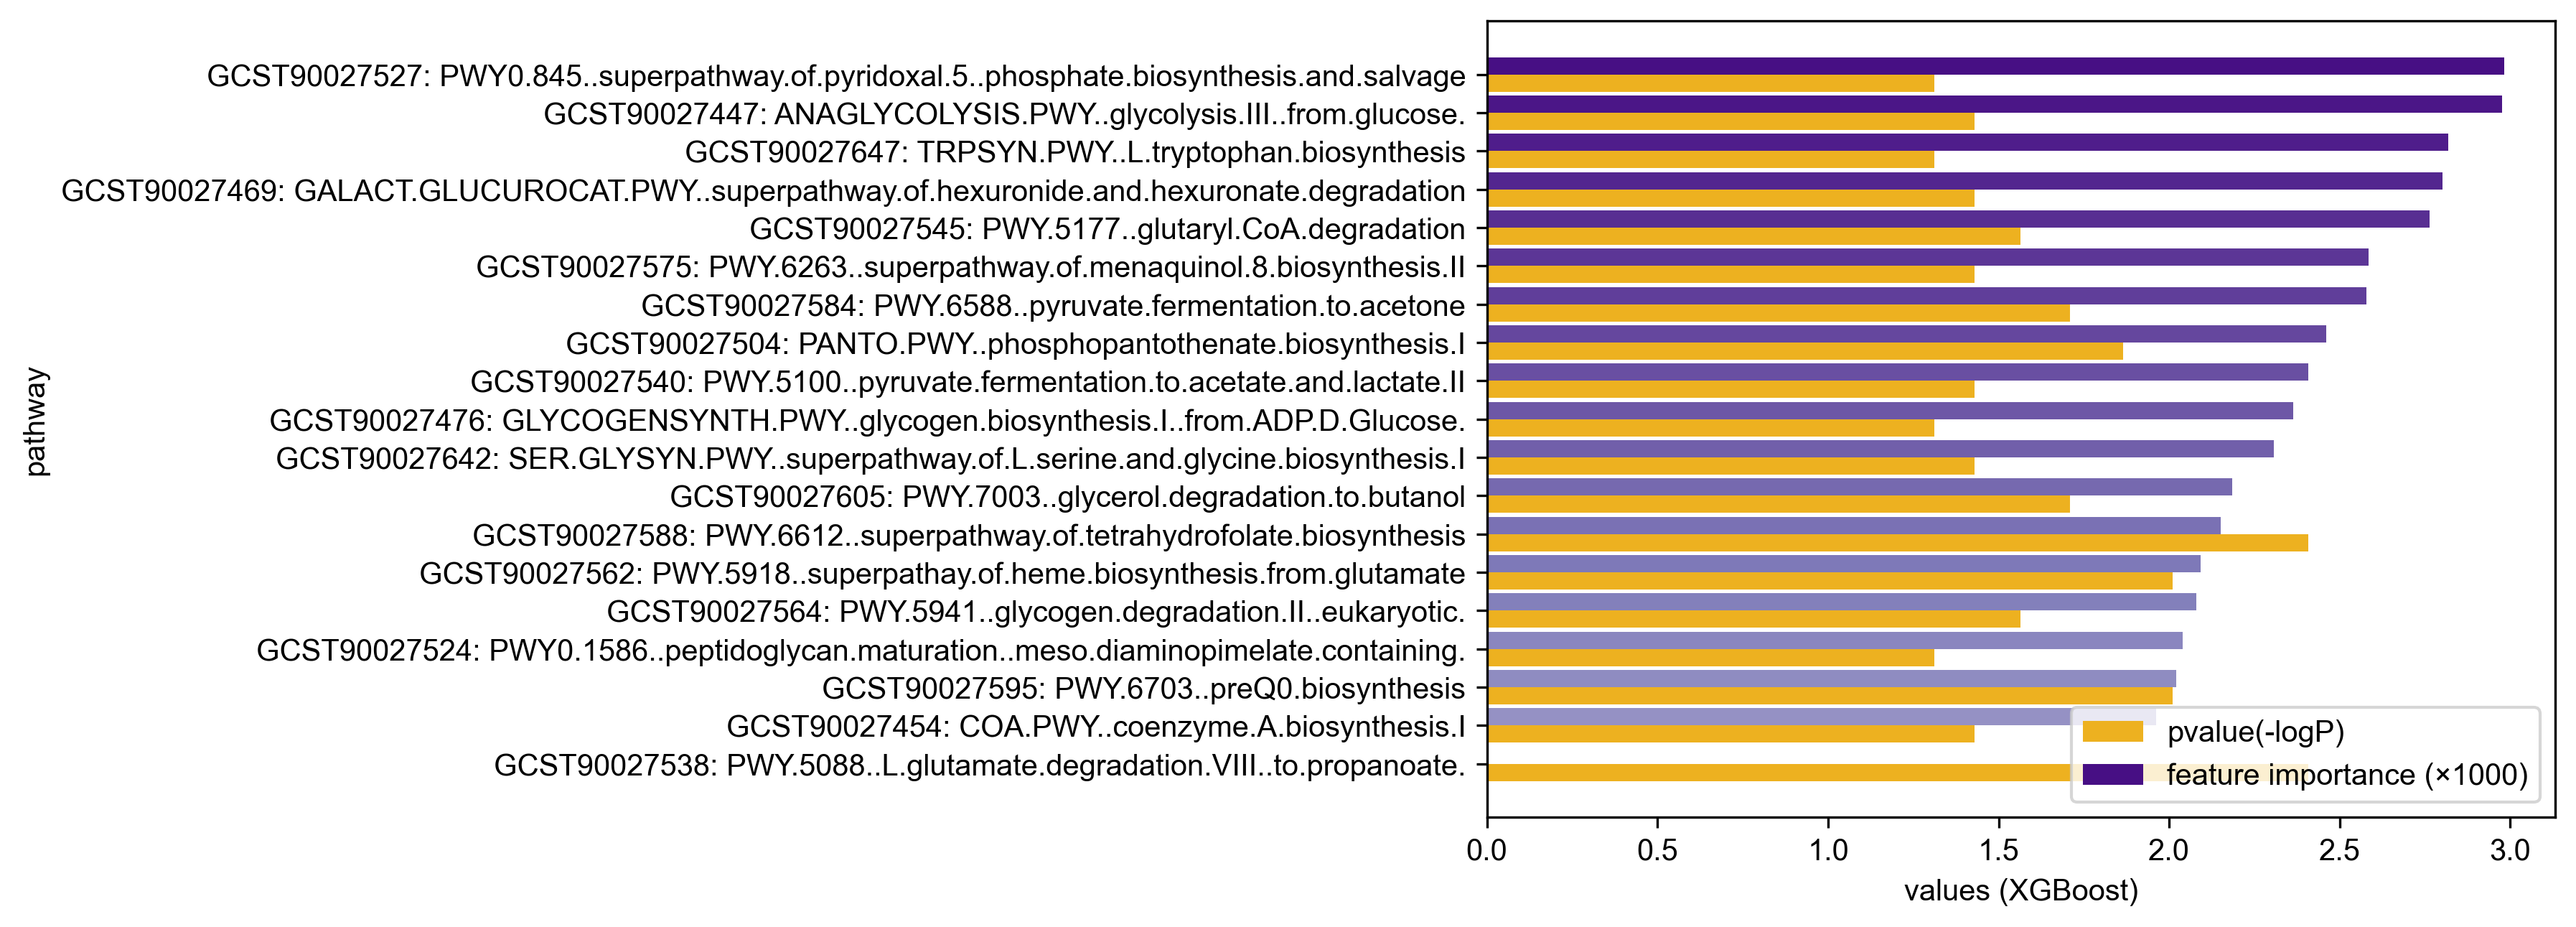 GCST90027527: PWY0.845..superpathway.of.pyridoxal.5..phosphate.biosynthesis.and.salvage
GCST90027447: ANAGLYCOLYSIS.PWY..glycolysis.III..from.glucose.
GCST90027647: TRPSYN.PWY..L.tryptophan.biosynthesis
GCST90027469: GALACT.GLUCUROCAT.PWY..superpathway.of.hexuronide.and.hexuronate.degradation
GCST90027545: PWY.5177..glutaryl.CoA.degradation
GCST90027575: PWY.6263..superpathway.of.menaquinol.8.biosynthesis.II
GCST90027584: PWY.6588..pyruvate.fermentation.to.acetone
GCST90027504: PANTO.PWY..phosphopantothenate.biosynthesis.I
GCST90027540: PWY.5100..pyruvate.fermentation.to.acetate.and.lactate.II
GCST90027476: GLYCOGENSYNTH.PWY..glycogen.biosynthesis.I..from.ADP.D.Glucose.
GCST90027642: SER.GLYSYN.PWY..superpathway.of.L.serine.and.glycine.biosynthesis.I
GCST90027605: PWY.7003..glycerol.degradation.to.butanol
GCST90027588: PWY.6612..superpathway.of.tetrahydrofolate.biosynthesis
GCST90027562: PWY.5918..superpathay.of.heme.biosynthesis.from.glutamate
GCST90027564: PWY.5941..glycogen.degradation.II..eukaryotic.
GCST90027524: PWY0.1586..peptidoglycan.maturation..meso.diaminopimelate.containing.
GCST90027595: PWY.6703..preQ0.biosynthesis
GCST90027454: COA.PWY..coenzyme.A.biosynthesis.I
GCST90027538: PWY.5088..L.glutamate.degradation.VIII..to.propanoate.
pathway
pvalue(-logP)
feature importance (×1000)
0.0 0.5 1.0 1.5 2.0 2.5 3.0
values (XGBoost)